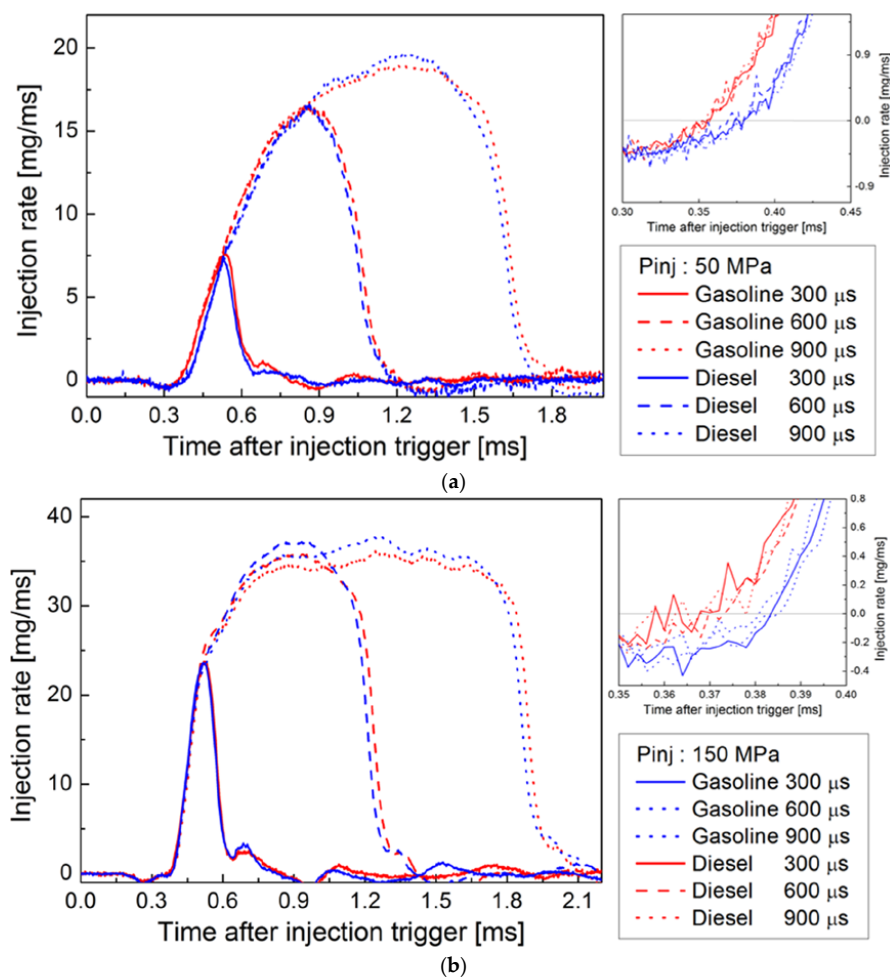 20
15
10
5
0
Injection rate [mg/ms]
0.0 0.3 0.6 0.9 1.2 1.5 1.8
Time after injection trigger [ms]
0.9
0.0
-0.9
Injection rate [mg/ms]
0.30 0.35 0.40 0.45
Time after injection trigger [ms]
Pinj : 50 MPa
Gasoline 300 μs
Gasoline 600 μs
Gasoline 900 μs
Diesel 300 μs
Diesel 600 μs
Diesel 900 μs
(a)
40
30
20
10
0
Injection rate [mg/ms]
0.0 0.3 0.6 0.9 1.2 1.5 1.8 2.1
Time after injection trigger [ms]
0.8
0.6
0.4
0.2
0.0
-0.2
-0.4
Injection rate [mg/ms]
0.35 0.36 0.37 0.38 0.39 0.40
Time after injection trigger [ms]
Pinj : 150 MPa
Gasoline 300 μs
Gasoline 600 μs
Gasoline 900 μs
Diesel 300 μs
Diesel 600 μs
Diesel 900 μs
(b)